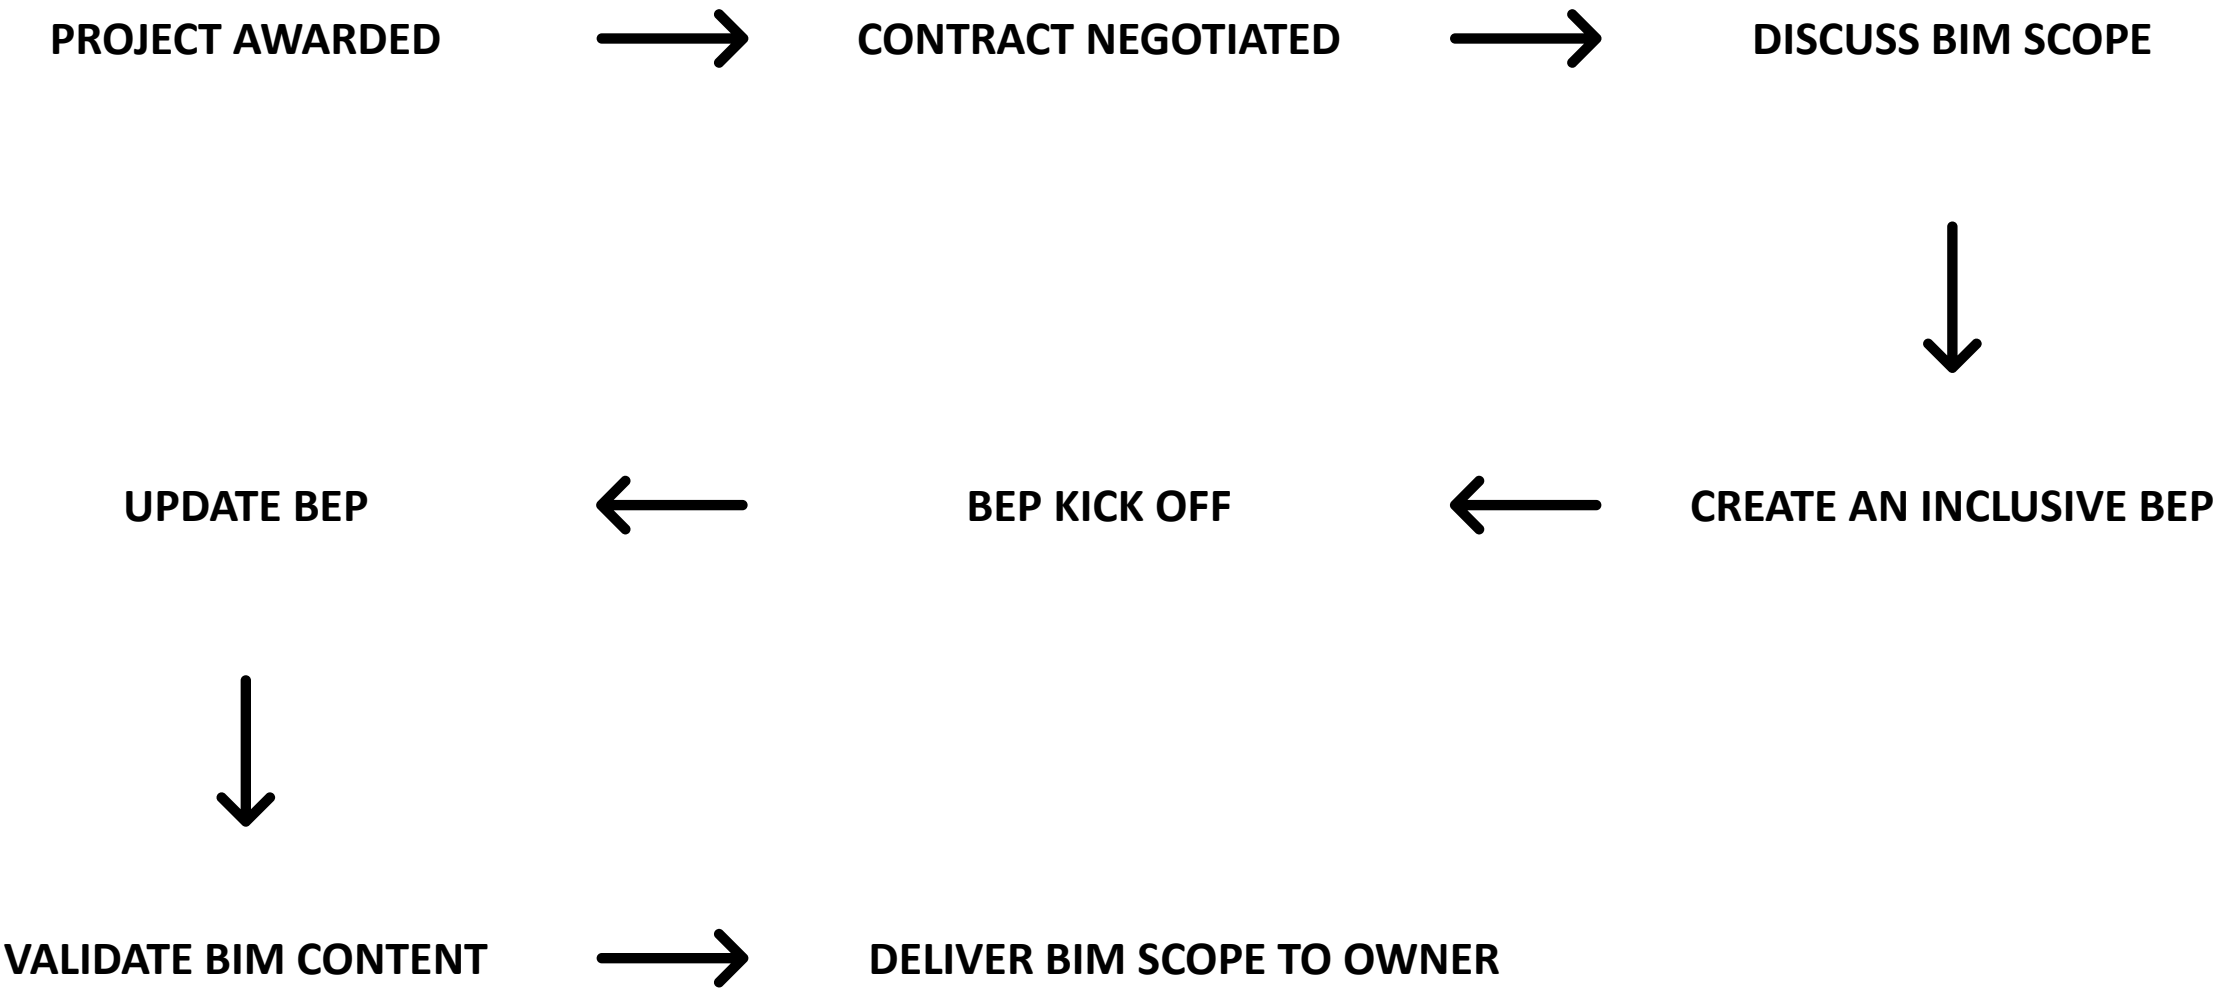 PROJECT AWARDED
CONTRACT NEGOTIATED
DISCUSS BIM SCOPE
CREATE AN INCLUSIVE BEP
BEP KICK OFF
UPDATE BEP
VALIDATE BIM CONTENT
DELIVER BIM SCOPE TO OWNER